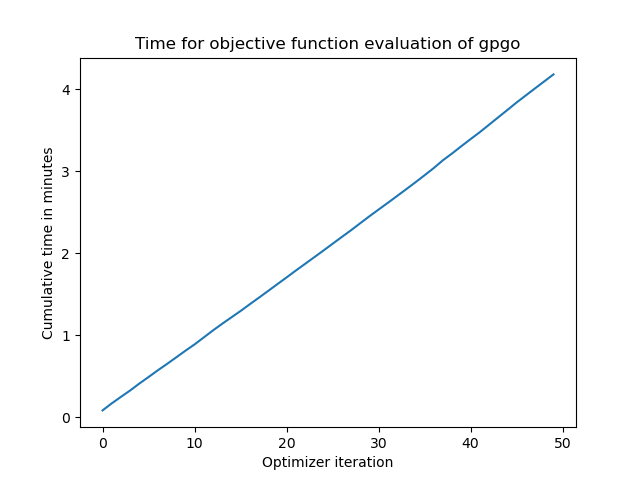 Time for objective function evaluation of gpgo
4
3
2
1
0
Cumulative time in minutes
0 10 20 30 40 50
Optimizer iteration